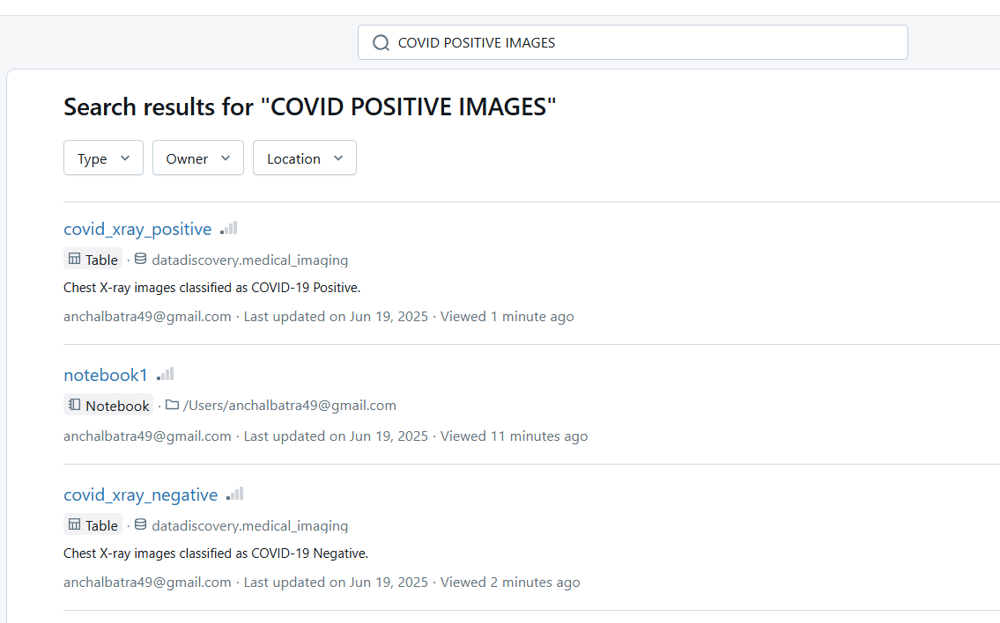 COVID POSITIVE IMAGES
Search results for "COVID POSITIVE IMAGES"
Type Owner Location
covid_xray_positive
Table · datadiscovery.medical_imaging
Chest X-ray images classified as COVID-19 Positive.
anchalbatra49@gmail.com · Last updated on Jun 19, 2025 · Viewed 1 minute ago
notebook1
Notebook · /Users/anchalbatra49@gmail.com
anchalbatra49@gmail.com · Last updated on Jun 19, 2025 · Viewed 11 minutes ago
covid_xray_negative
Table · datadiscovery.medical_imaging
Chest X-ray images classified as COVID-19 Negative.
anchalbatra49@gmail.com · Last updated on Jun 19, 2025 · Viewed 2 minutes ago